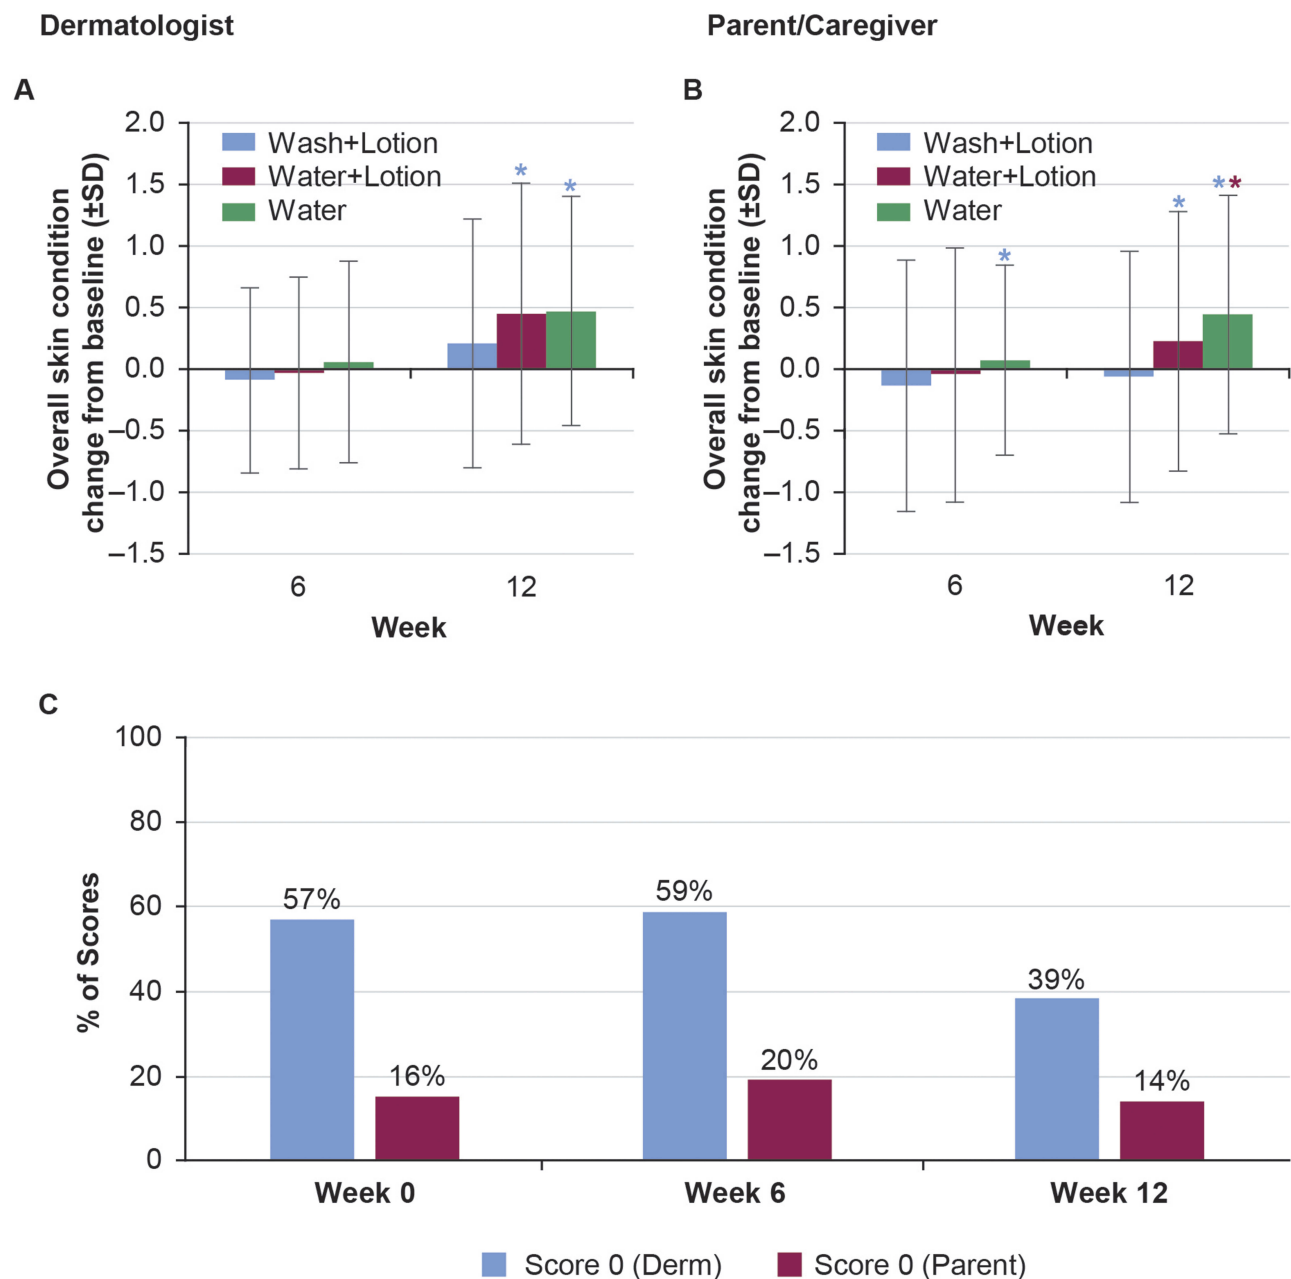 Dermatologist
Parent/Caregiver
A
Overall skin condition
change from baseline (±SD)
2.0
1.5
1.0
0.5
0.0
–0.5
–1.0
–1.5
Wash+Lotion
Water+Lotion
Water
*
*
6
12
Week
B
Overall skin condition
change from baseline (±SD)
2.0
1.5
1.0
0.5
0.0
–0.5
–1.0
–1.5
Wash+Lotion
Water+Lotion
Water
*
*
**
6
12
Week
C
% of Scores
100
80
60
40
20
0
57%
16%
59%
20%
39%
14%
Week 0
Week 6
Week 12
Score 0 (Derm)
Score 0 (Parent)